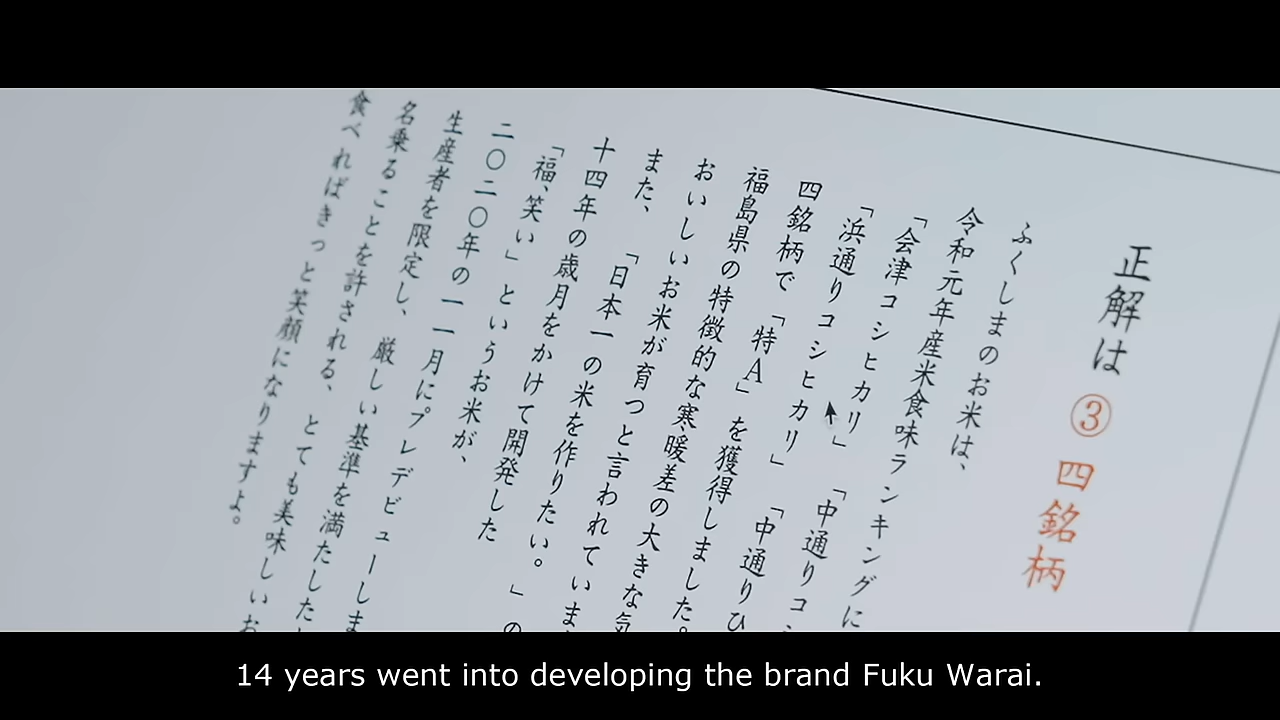 正解は ③ 四銘柄
ふくしまのお米は、
令和元年産米食味ランキングに
「会津コシヒカリ」「中通りコシ
「浜通りコシヒカリ」「中通りひ
四銘柄で「特A」を獲得しました。
福島県の特徴的な寒暖差の大きな気
おいしいお米が育つと言われていま
また、「日本一の米を作りたい。」の
十四年の歳月をかけて開発した
「福、笑い」というお米が、
二〇二〇年の一一月にプレデビューしま
生産者を限定し、厳しい基準を満たした
名乗ることを許される、とても美味しいお
食べればきっと笑顔になりますよ。
14 years went into developing the brand Fuku Warai.